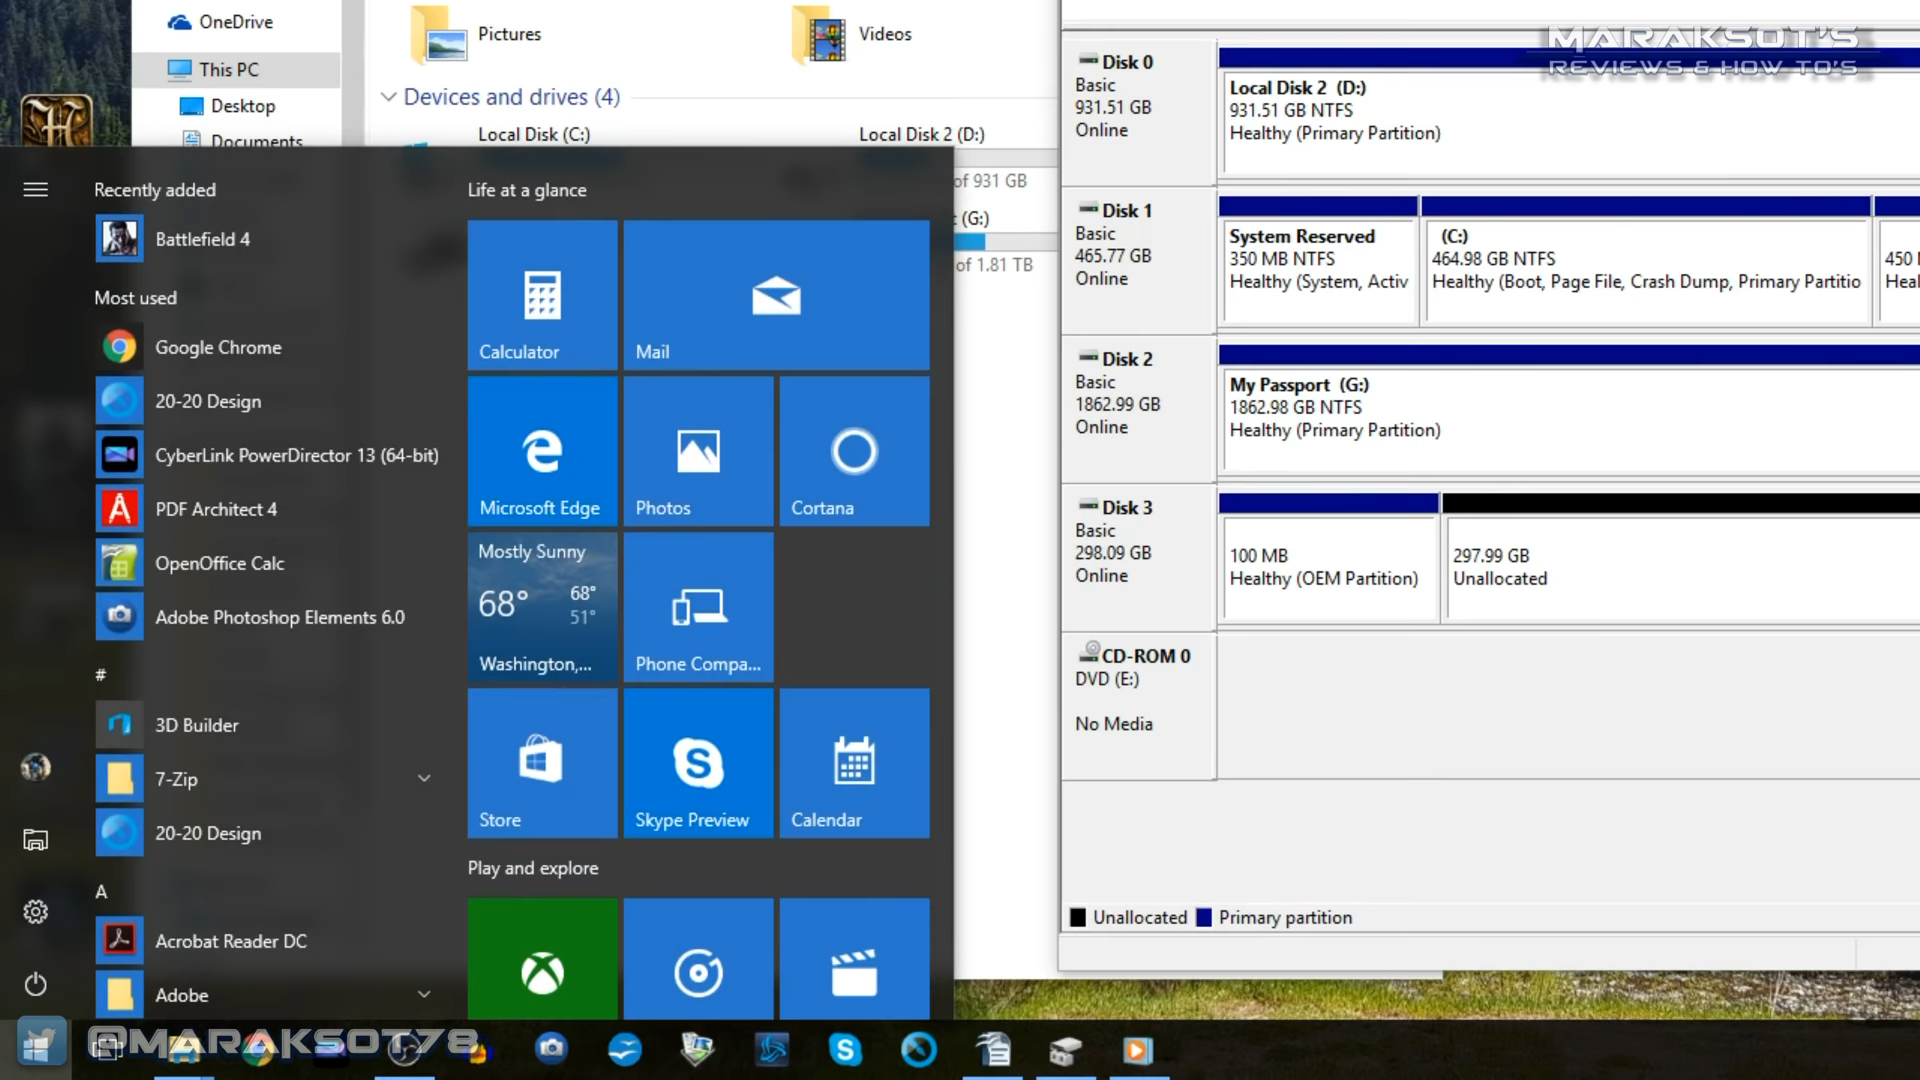 OneDrive
This PC
Desktop
Documents
Pictures
Videos
Devices and drives (4)
Local Disk (C:)
Local Disk 2 (D:)
of 931 GB
(G:)
of 1.81 TB
Recently added
Battlefield 4
Most used
Google Chrome
20-20 Design
CyberLink PowerDirector 13 (64-bit)
PDF Architect 4
OpenOffice Calc
Adobe Photoshop Elements 6.0
#
3D Builder
7-Zip
20-20 Design
A
Acrobat Reader DC
Adobe
Life at a glance
Calculator
Mail
Microsoft Edge
Photos
Cortana
Mostly Sunny
68°
68°
51°
Washington,...
Phone Compa...
Store
Skype Preview
Calendar
Play and explore
MARAKSOT'S
REVIEWS & HOW TO'S
Disk 0
Basic
931.51 GB
Online
Local Disk 2 (D:)
931.51 GB NTFS
Healthy (Primary Partition)
Disk 1
Basic
465.77 GB
Online
System Reserved
350 MB NTFS
Healthy (System, Activ
(C:)
464.98 GB NTFS
Healthy (Boot, Page File, Crash Dump, Primary Partitio
450
Heal
Disk 2
Basic
1862.99 GB
Online
My Passport (G:)
1862.98 GB NTFS
Healthy (Primary Partition)
Disk 3
Basic
298.09 GB
Online
100 MB
Healthy (OEM Partition)
297.99 GB
Unallocated
CD-ROM 0
DVD (E:)
No Media
Unallocated
Primary partition
@MARAKSOT78